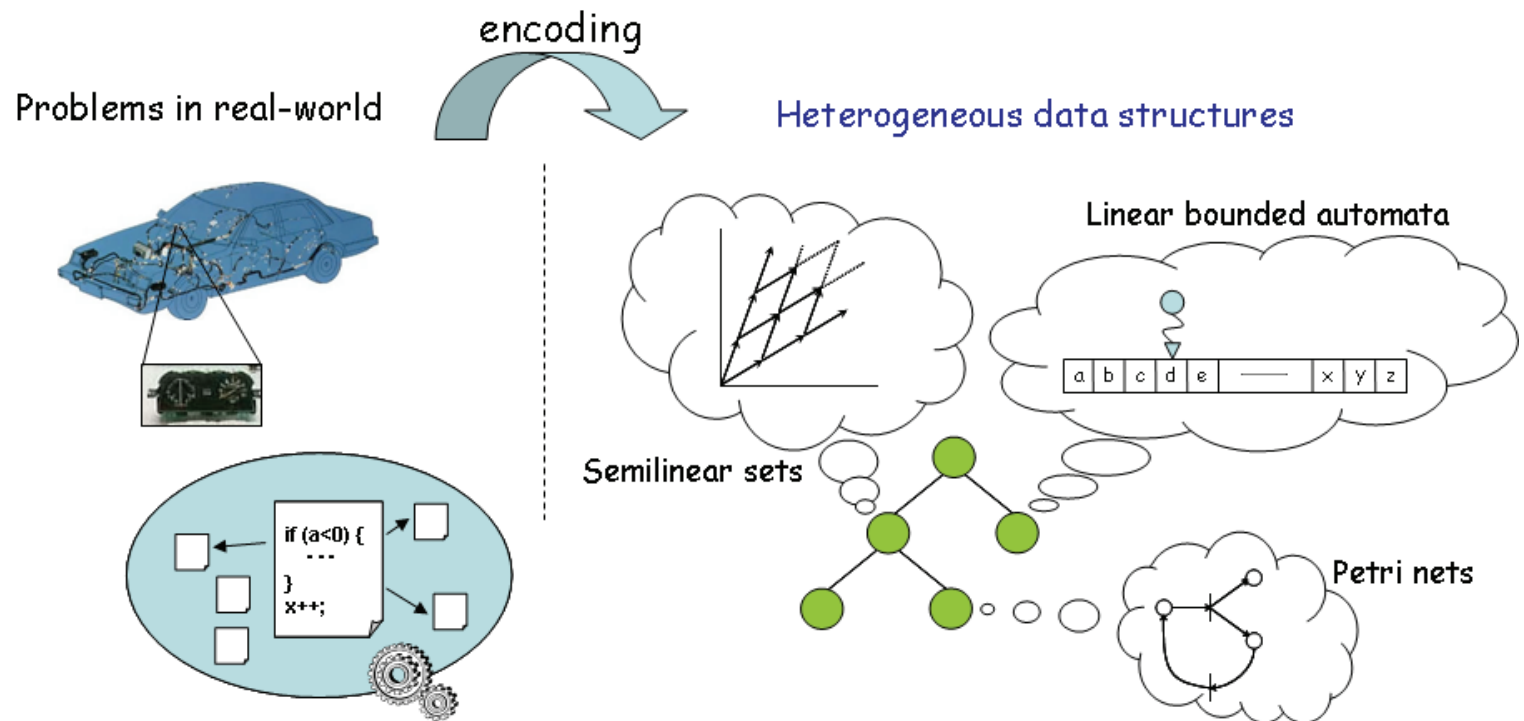 encoding
Problems in real-world
Heterogeneous data structures
Linear bounded automata
a b c d e x y z
Semilinear sets
if (a<0) {
---
}
x++;
Petri nets